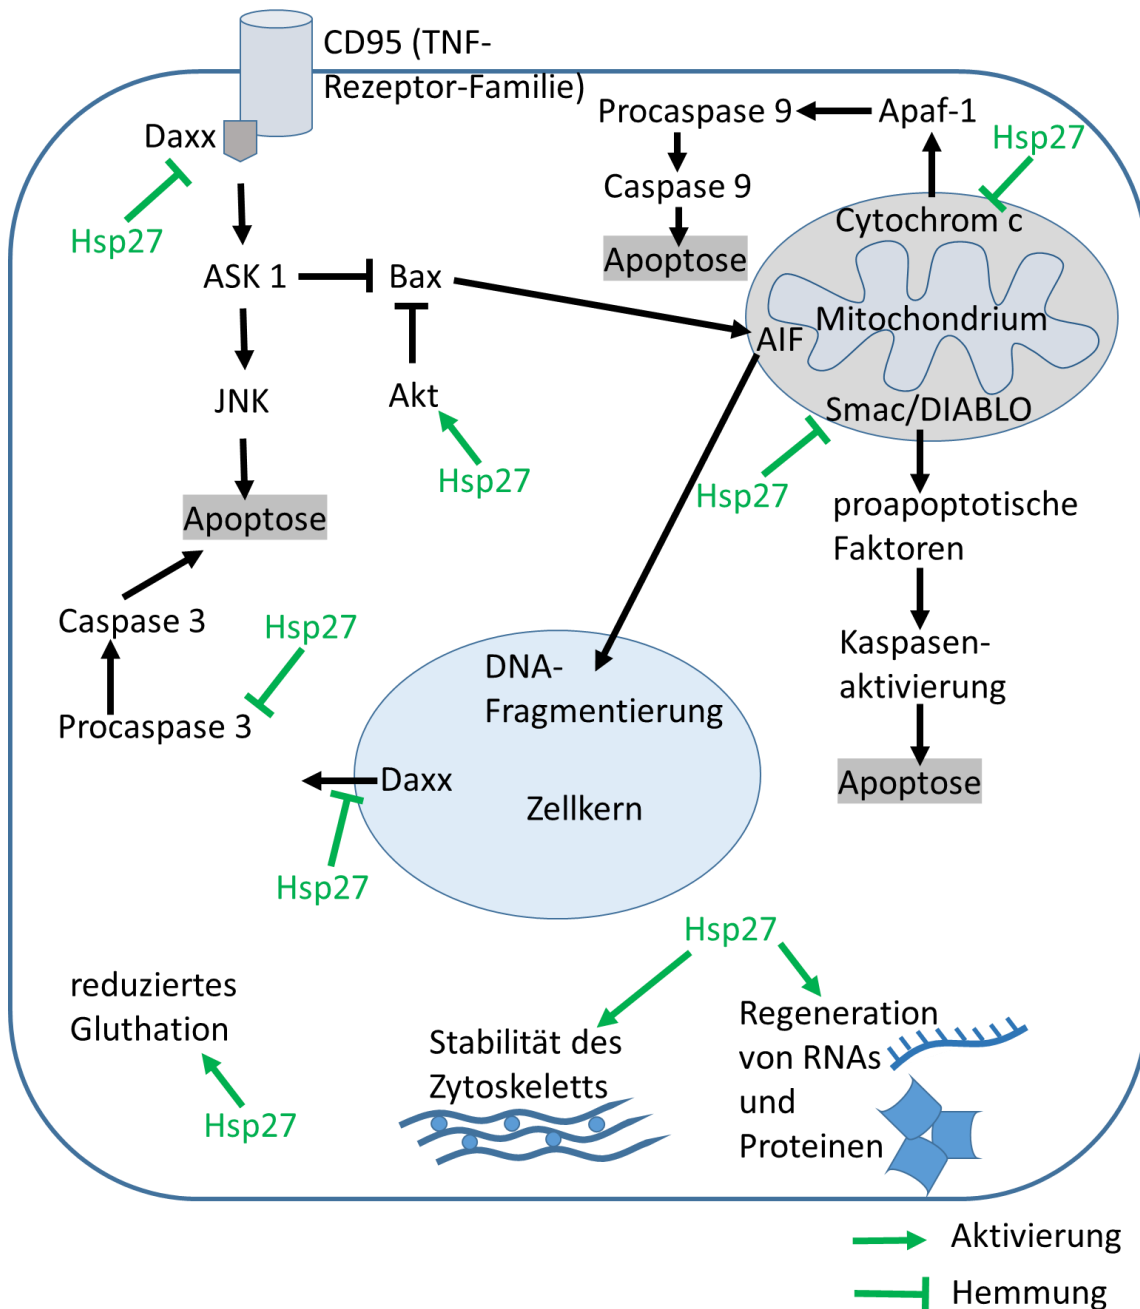 CD95 (TNF-
Rezeptor-Familie)
Daxx
Hsp27
ASK 1
JNK
Apoptose
Bax
Akt
Hsp27
Procaspase 9
Apaf-1
Hsp27
Caspase 9
Apoptose
Cytochrom c
Mitochondrium
AIF
Smac/DIABLO
Hsp27
proapoptotische
Faktoren
Kaspasen-
aktivierung
Apoptose
Caspase 3
Hsp27
Procaspase 3
DNA-
Fragmentierung
Daxx
Zellkern
Hsp27
reduziertes
Gluthation
Hsp27
Hsp27
Stabilität des
Zytoskeletts
Regeneration
von RNAs
und
Proteinen
Aktivierung
Hemmung